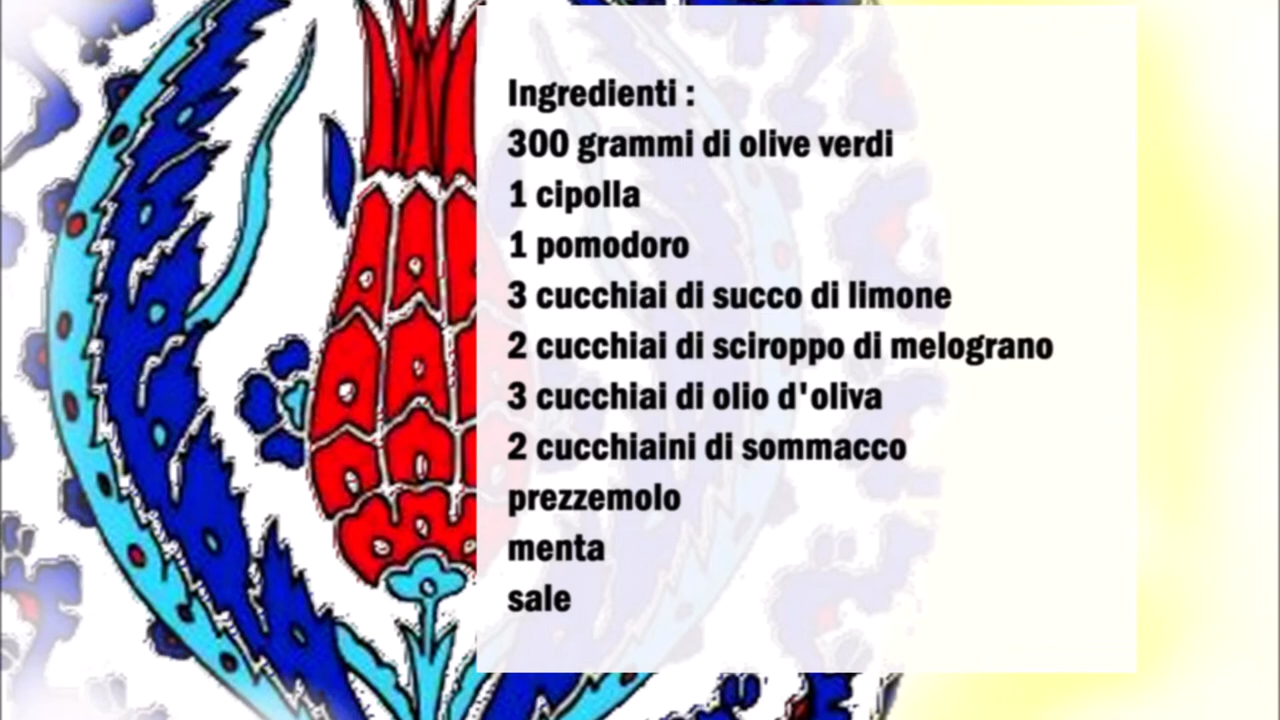 Ingredienti :
300 grammi di olive verdi
1 cipolla
1 pomodoro
3 cucchiai di succo di limone
2 cucchiai di sciroppo di melograno
3 cucchiai di olio d'oliva
2 cucchiaini di sommacco
prezzemolo
menta
sale